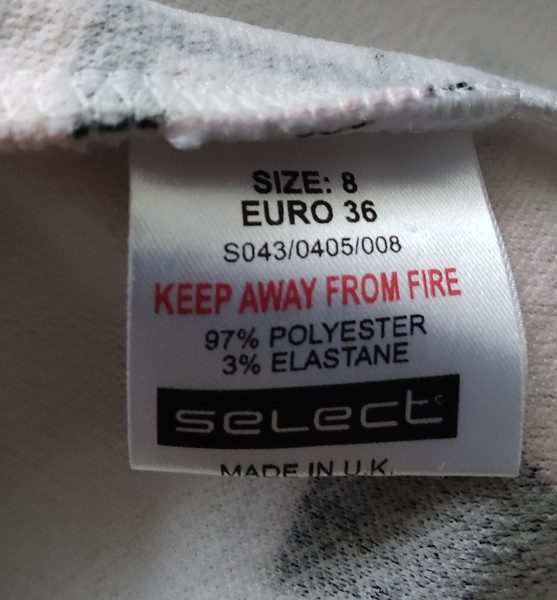 SIZE: 8
EURO 36
S043/0405/008
KEEP AWAY FROM FIRE
97% POLYESTER
3% ELASTANE
select
MADE IN U.K.